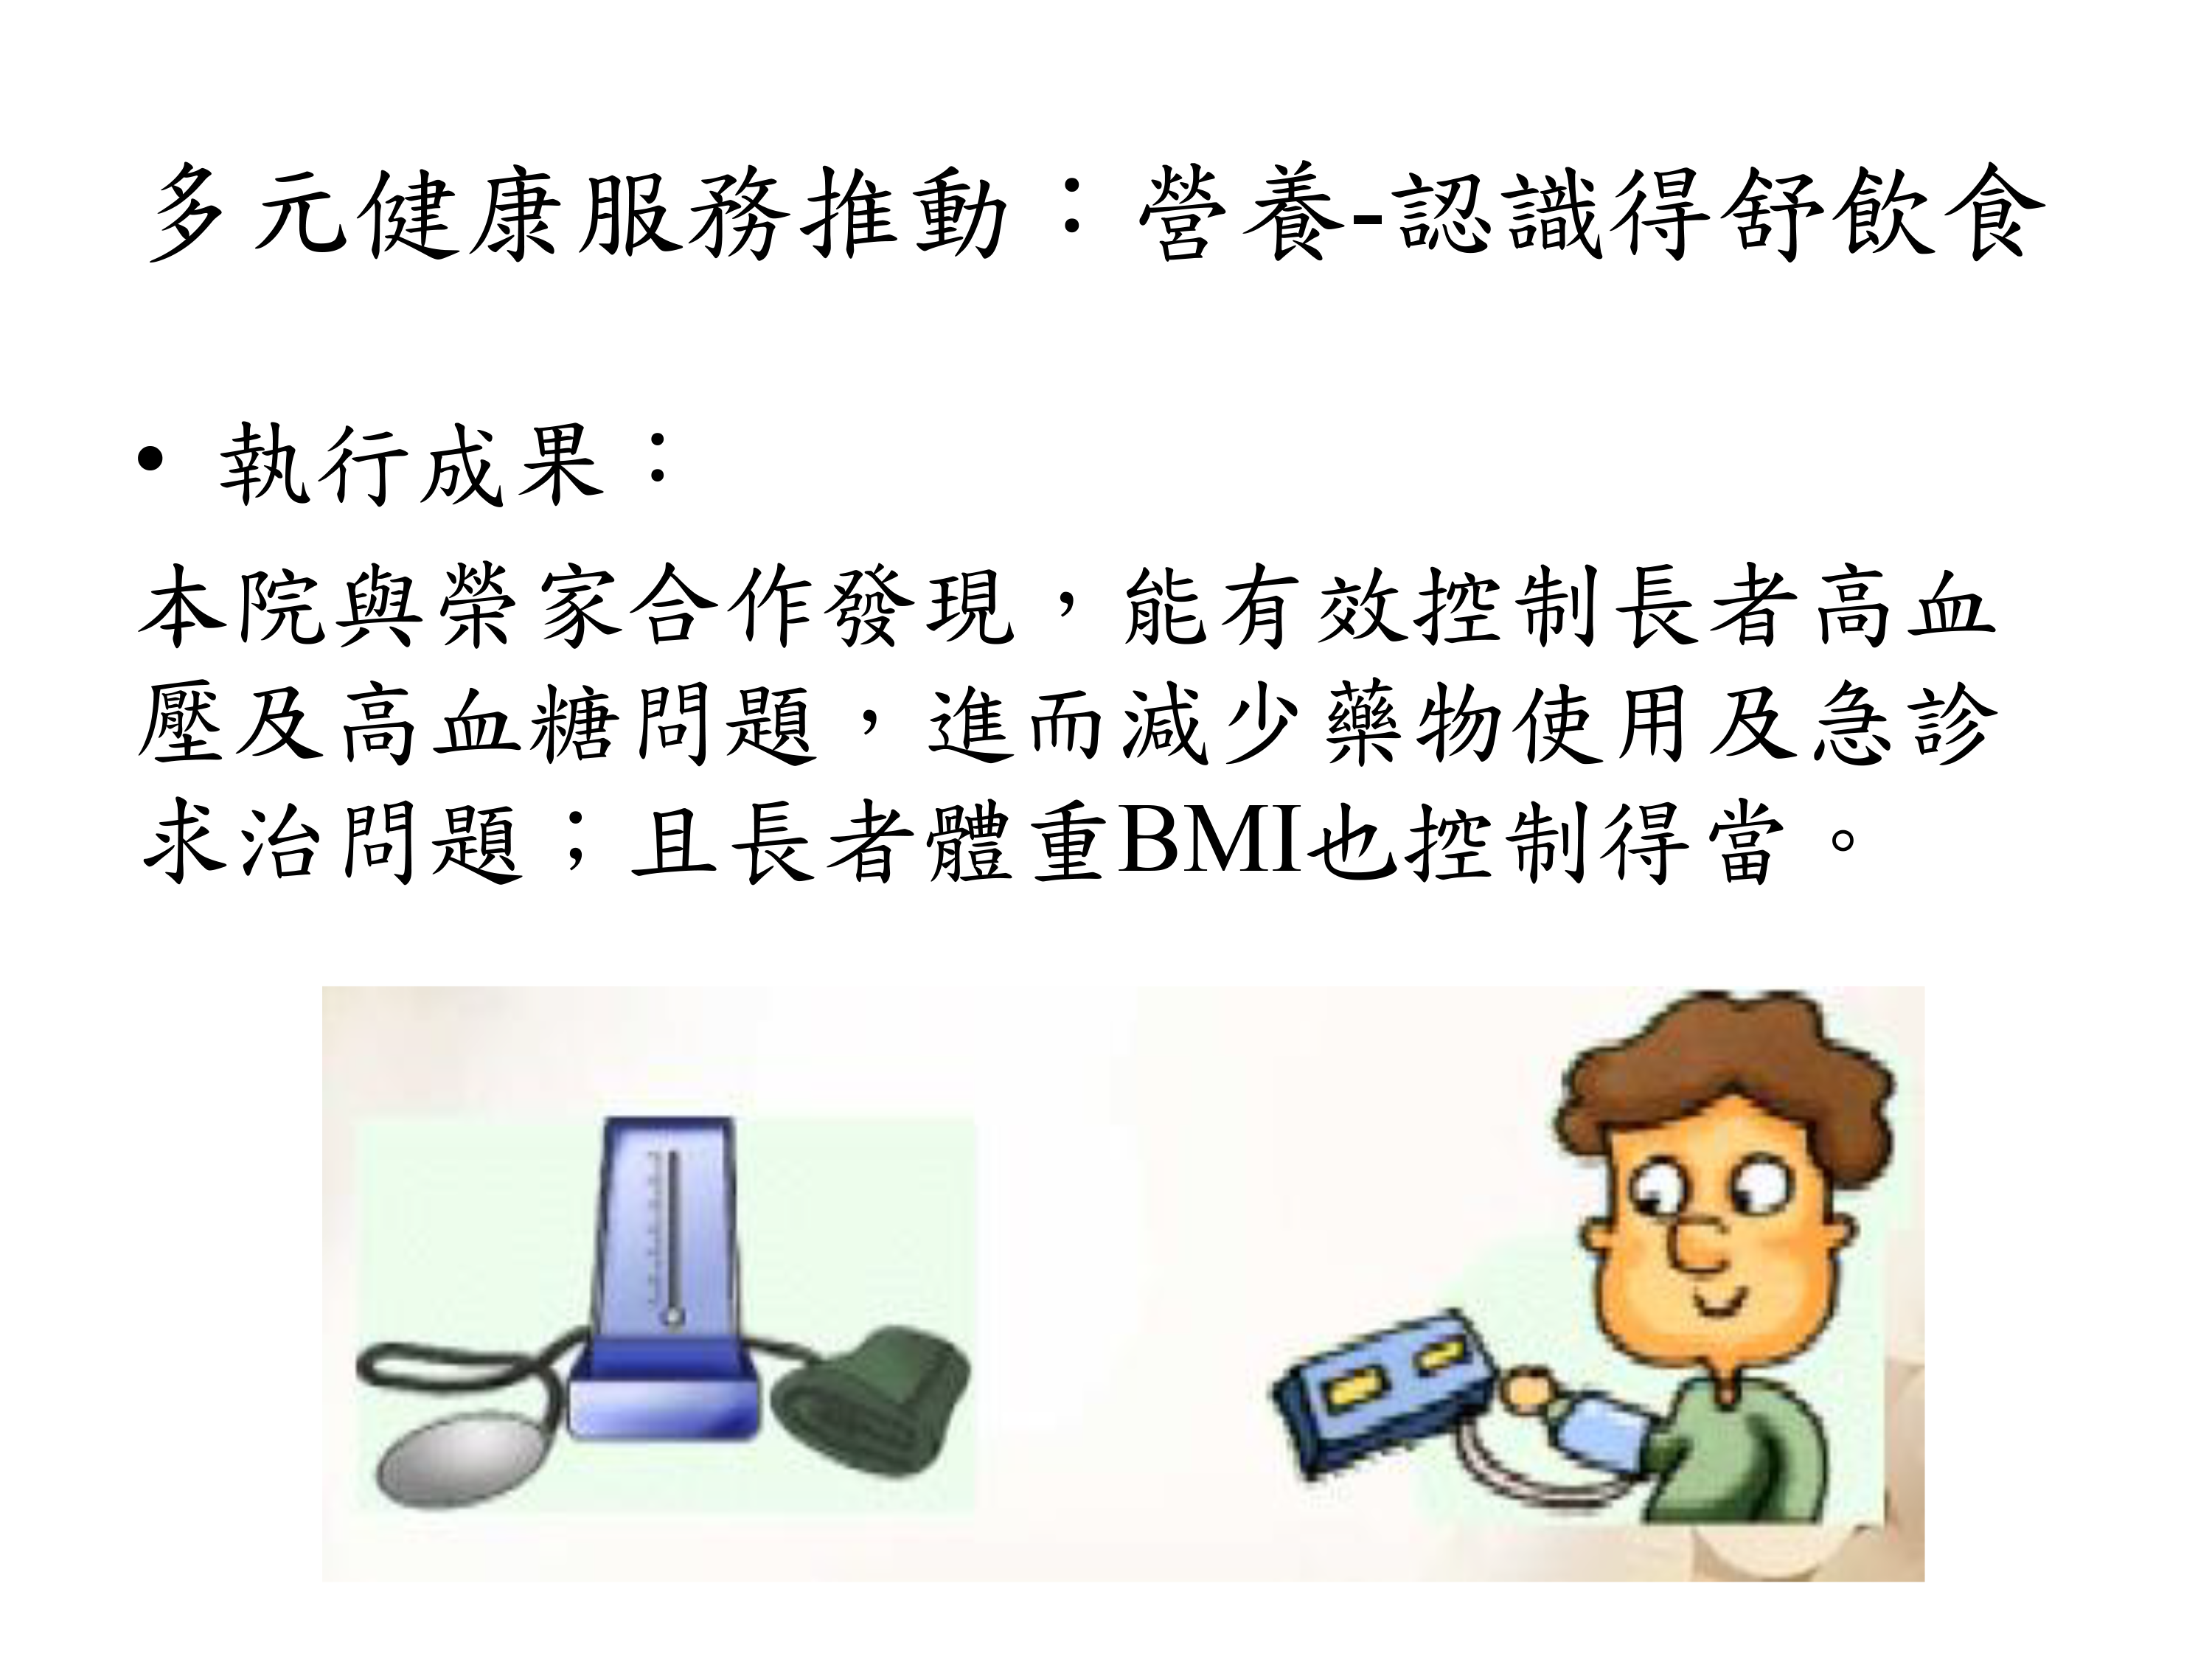 多元健康服務推動：營養-認識得舒飲食
• 執行成果：
本院與榮家合作發現，能有效控制長者高血
壓及高血糖問題，進而減少藥物使用及急診
求治問題；且長者體重BMI也控制得當。